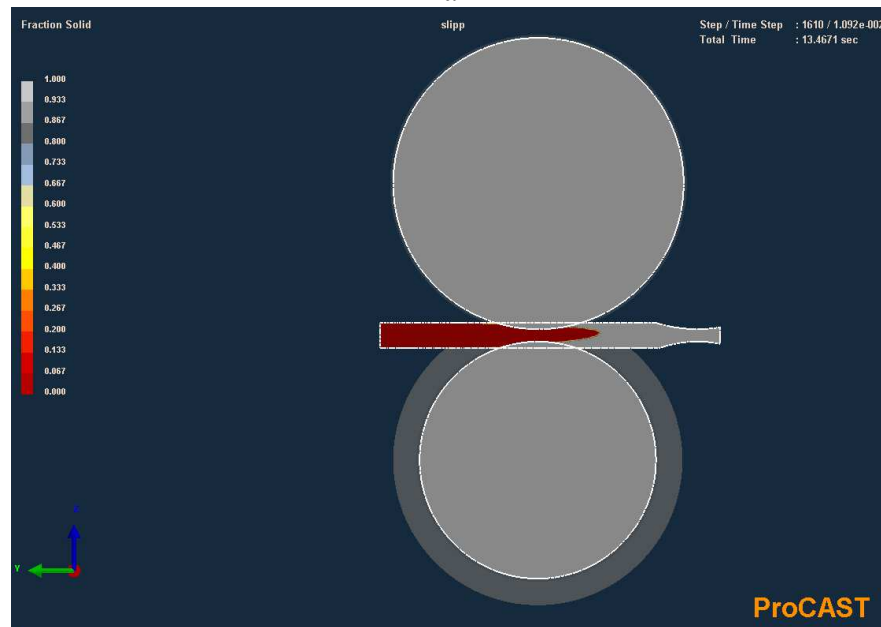 Fraction Solid
slipp
Step / Time Step : 1610 / 1.092e-002
Total Time : 13.4671 sec
1.000
0.933
0.867
0.800
0.733
0.667
0.600
0.533
0.467
0.400
0.333
0.267
0.200
0.133
0.067
0.000
Z
Y
ProCAST